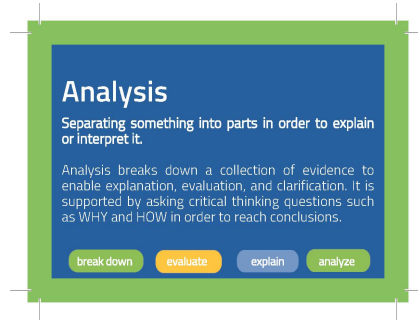 Analysis
Separating something into parts in order to explain
or interpret it.
Analysis breaks down a collection of evidence to
enable explanation, evaluation, and clarification. It is
supported by asking critical thinking questions such
as WHY and HOW in order to reach conclusions.
break down evaluate explain analyze